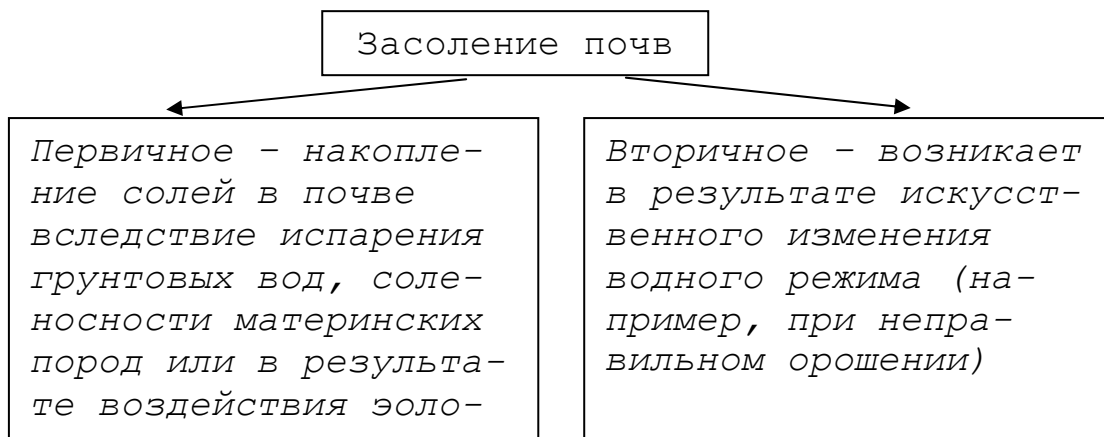 Засоление почв
Первичное – накопле-
ние солей в почве
вследствие испарения
грунтовых вод, соле-
носности материнских
пород или в результа-
те воздействия эоло-
Вторичное – возникает
в результате искусст-
венного изменения
водного режима (на-
пример, при непра-
вильном орошении)